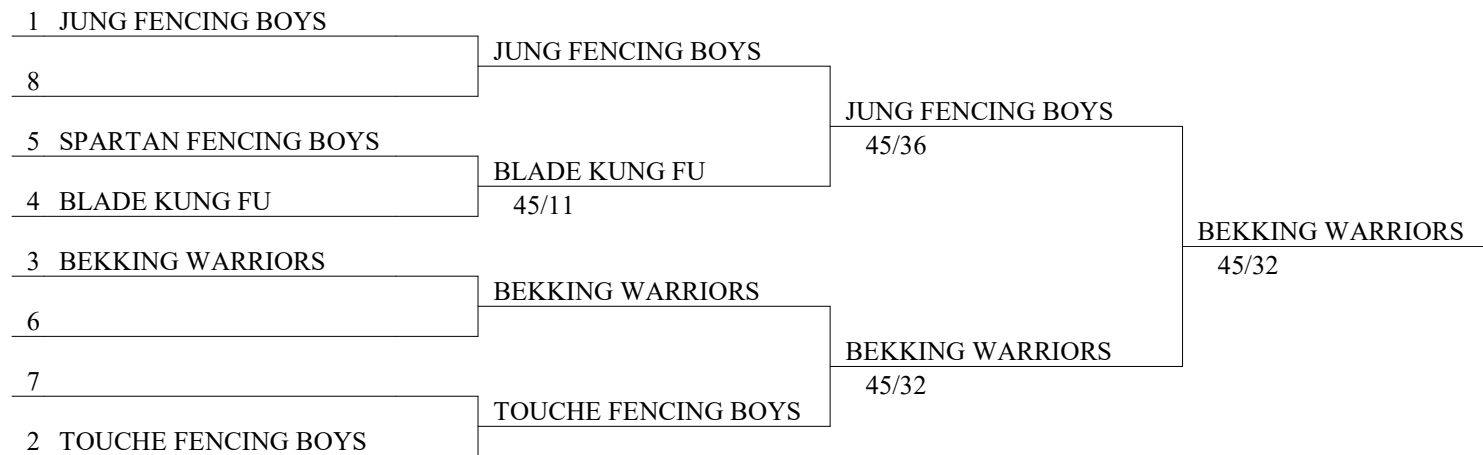 1 JUNG FENCING BOYS
8
5 SPARTAN FENCING BOYS
4 BLADE KUNG FU
3 BEKKING WARRIORS
6
7
2 TOUCHE FENCING BOYS
JUNG FENCING BOYS
BLADE KUNG FU
45/11
BEKKING WARRIORS
TOUCHE FENCING BOYS
JUNG FENCING BOYS
45/36
BEKKING WARRIORS
45/32
BEKKING WARRIORS
45/32